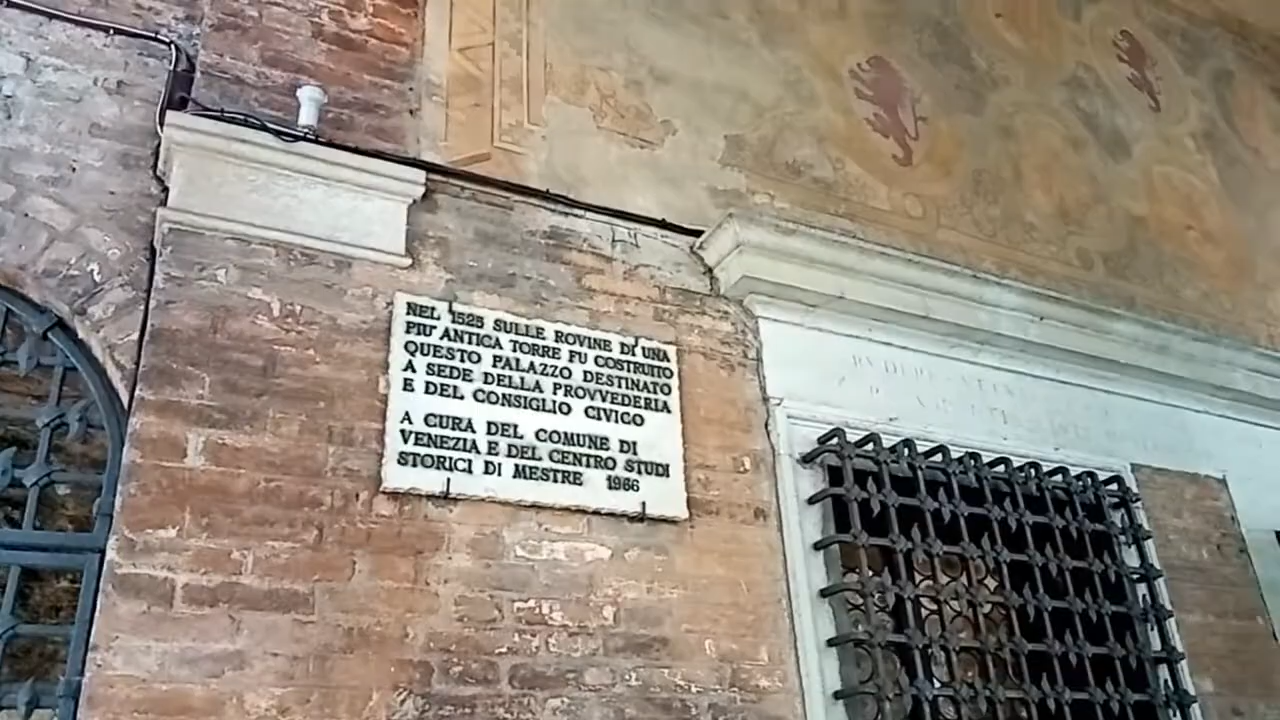 NEL 1525 SULLE ROVINE DI UNA
PIU' ANTICA TORRE FU COSTRUITO
QUESTO PALAZZO DESTINATO
A SEDE DELLA PROVVEDERIA
E DEL CONSIGLIO CIVICO
A CURA DEL COMUNE DI
VENEZIA E DEL CENTRO STUDI
STORICI DI MESTRE 1966